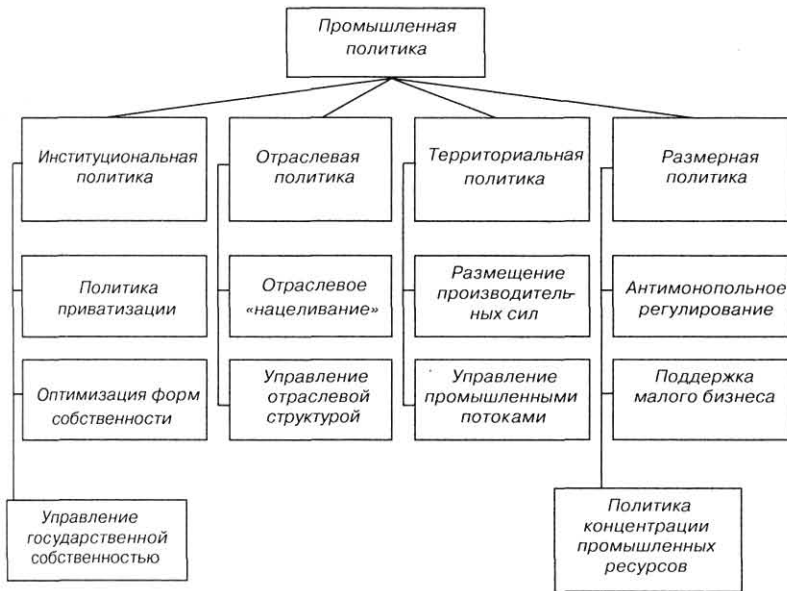 Промышленная
политика
Институциональная
политика
Отраслевая
политика
Территориальная
политика
Размерная
политика
Политика
приватизации
Отраслевое
«нацеливание»
Размещение
производитель-
ных сил
Антимонопольное
регулирование
Оптимизация форм
собственности
Управление
отраслевой
структурой
Управление
промышленными
потоками
Поддержка
малого бизнеса
Управление
государственной
собственностью
Политика
концентрации
промышленных
ресурсов